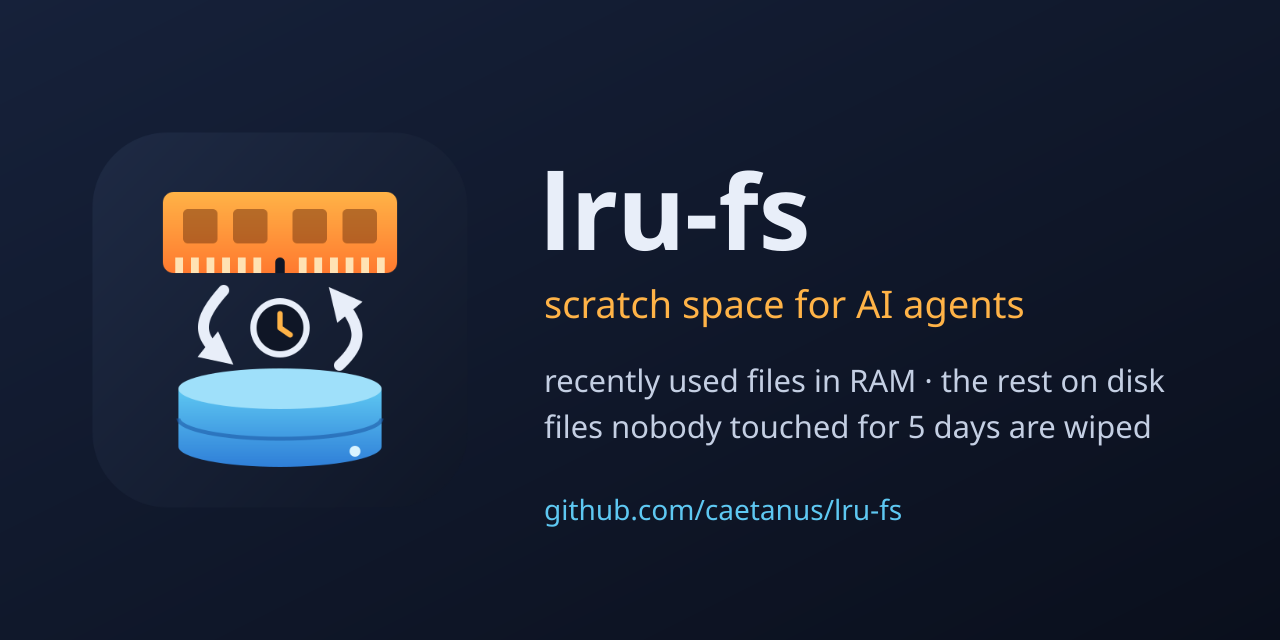 lru-fs
scratch space for AI agents
recently used files in RAM · the rest on disk
files nobody touched for 5 days are wiped
github.com/caetanus/lru-fs